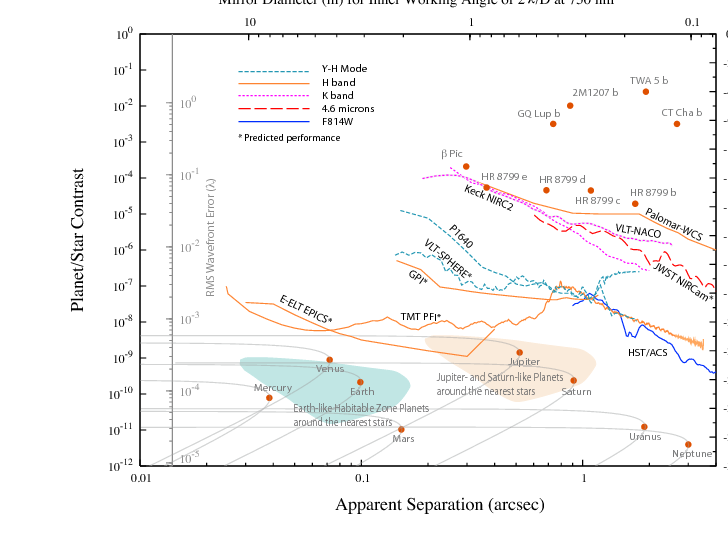 Mirror Diameter (m) for Inner Working Angle of 2 λ/D at 750 nm
10 1 0.1
10^0
10^-1
10^-2
10^-3
10^-4
10^-5
10^-6
10^-7
10^-8
10^-9
10^-10
10^-11
10^-12
Planet/Star Contrast
10^0
10^-1
10^-2
10^-3
10^-4
10^-5
RMS Wavefront Error (λ)
Y-H Mode
H band
K band
4.6 microns
F814W
* Predicted performance
TWA 5 b
2M1207 b
GQ Lup b
CT Cha b
β Pic
HR 8799 e
HR 8799 d
HR 8799 c
HR 8799 b
Keck NIRC2
Palomar-WCS
VLT-NACO
P1640
VLT-SPHERE*
GPI*
JWST NIRCam*
E-ELT EPICS*
TMT PFI*
HST/ACS
Venus
Jupiter
Mercury
Earth
Saturn
Jupiter- and Saturn-like Planets
around the nearest stars
Earth-like Habitable Zone Planets
around the nearest stars
Mars
Uranus
Neptune
0.01 0.1 1
Apparent Separation (arcsec)